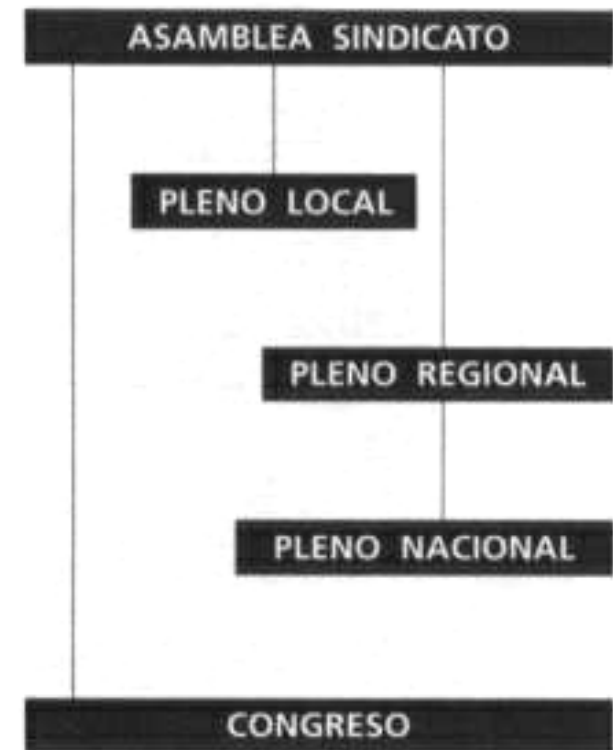 ASAMBLEA SINDICATO
PLENO LOCAL
PLENO REGIONAL
PLENO NACIONAL
CONGRESO